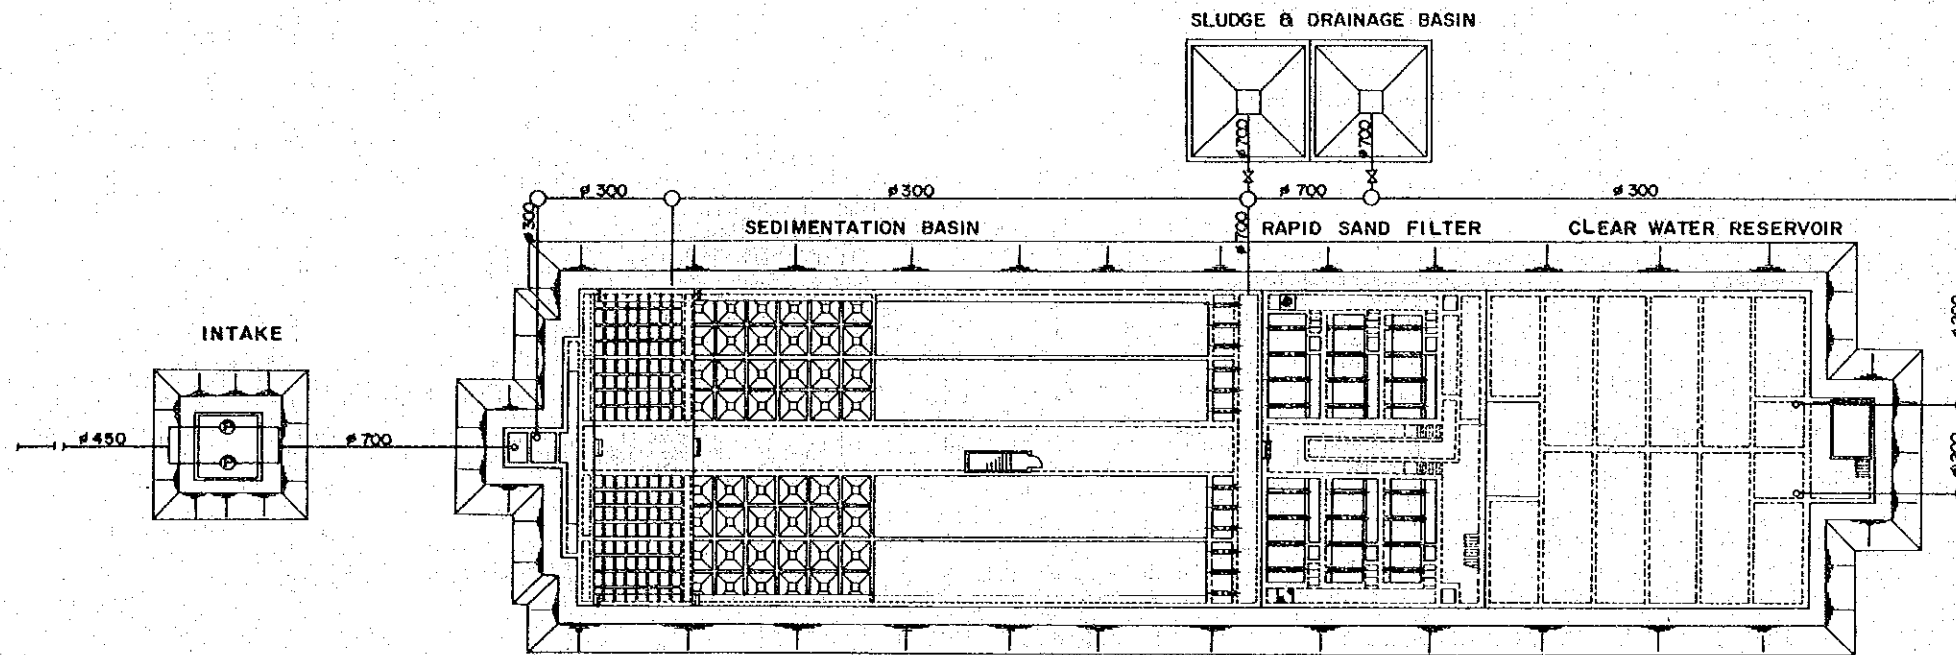 SLUDGE & DRAINAGE BASIN
ø700
ø700
ø300
ø300
ø700
ø300
ø300
SEDIMENTATION BASIN
ø700
RAPID SAND FILTER
CLEAR WATER RESERVOIR
INTAKE
P
P
ø450
ø700